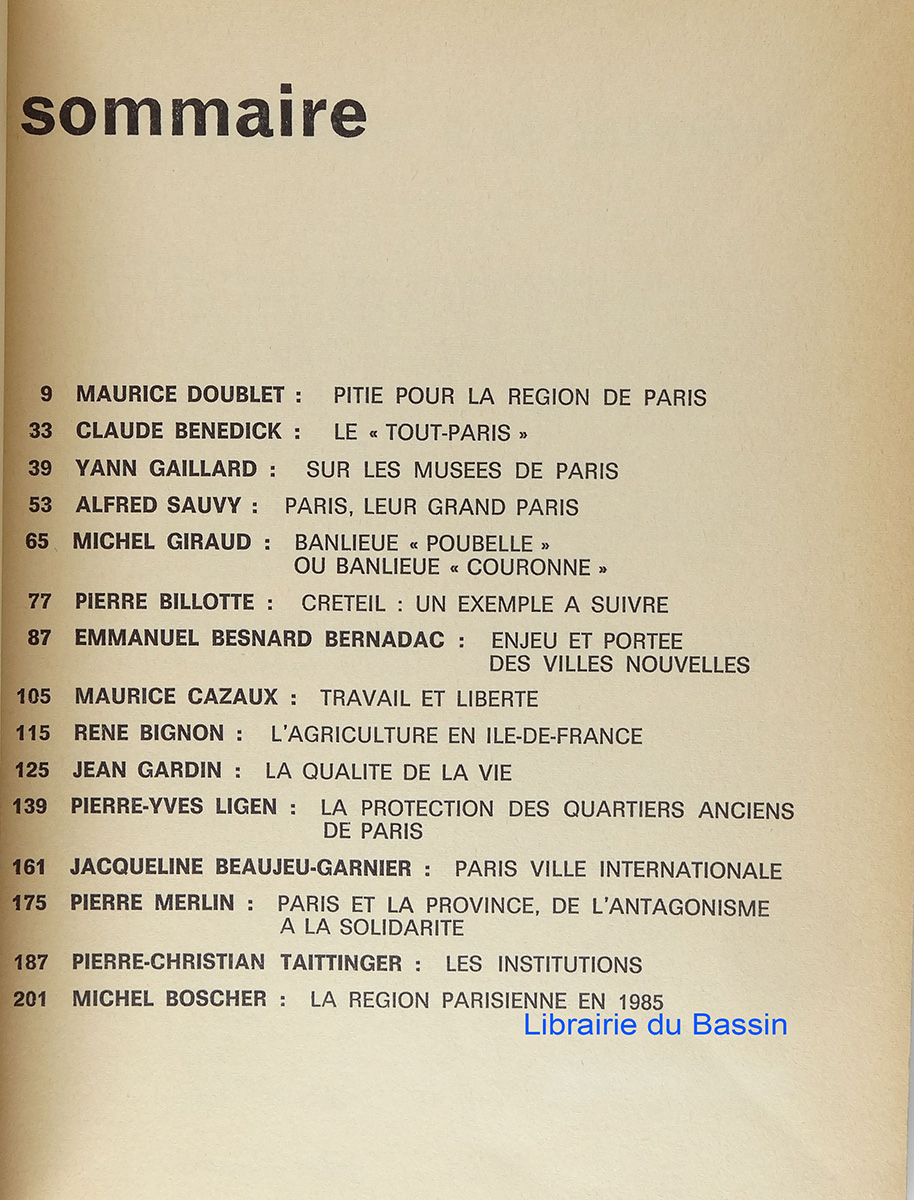 sommaire
9 MAURICE DOUBLET : PITIE POUR LA REGION DE PARIS
33 CLAUDE BENEDICK : LE « TOUT-PARIS »
39 YANN GAILLARD : SUR LES MUSEES DE PARIS
53 ALFRED SAUVY : PARIS, LEUR GRAND PARIS
65 MICHEL GIRAUD : BANLIEUE « POUBELLE »
OU BANLIEUE « COURONNE »
77 PIERRE BILLOTTE : CRETEIL : UN EXEMPLE A SUIVRE
87 EMMANUEL BESNARD BERNADAC : ENJEU ET PORTEE
DES VILLES NOUVELLES
105 MAURICE CAZAUX : TRAVAIL ET LIBERTE
115 RENE BIGNON : L'AGRICULTURE EN ILE-DE-FRANCE
125 JEAN GARDIN : LA QUALITE DE LA VIE
139 PIERRE-YVES LIGEN : LA PROTECTION DES QUARTIERS ANCIENS
DE PARIS
161 JACQUELINE BEAUJEU-GARNIER : PARIS VILLE INTERNATIONALE
175 PIERRE MERLIN : PARIS ET LA PROVINCE, DE L'ANTAGONISME
A LA SOLIDARITE
187 PIERRE-CHRISTIAN TAITTINGER : LES INSTITUTIONS
201 MICHEL BOSCHER : LA REGION PARISIENNE EN 1985
Librairie du Bassin